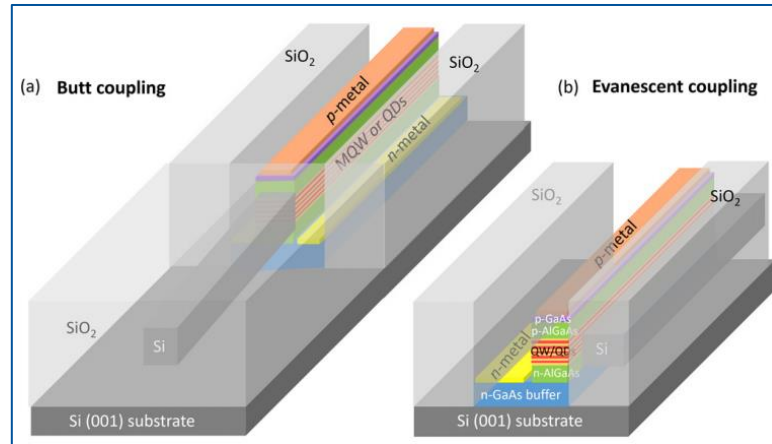 (a) Butt coupling
SiO2
SiO2
p-metal
MQW or QDs
n-metal
SiO2
Si
Si (001) substrate
(b) Evanescent coupling
SiO2
SiO2
p-metal
p-GaAs
p-AlGaAs
QW/QDs
n-AlGaAs
n-metal
Si
n-GaAs buffer
Si (001) substrate